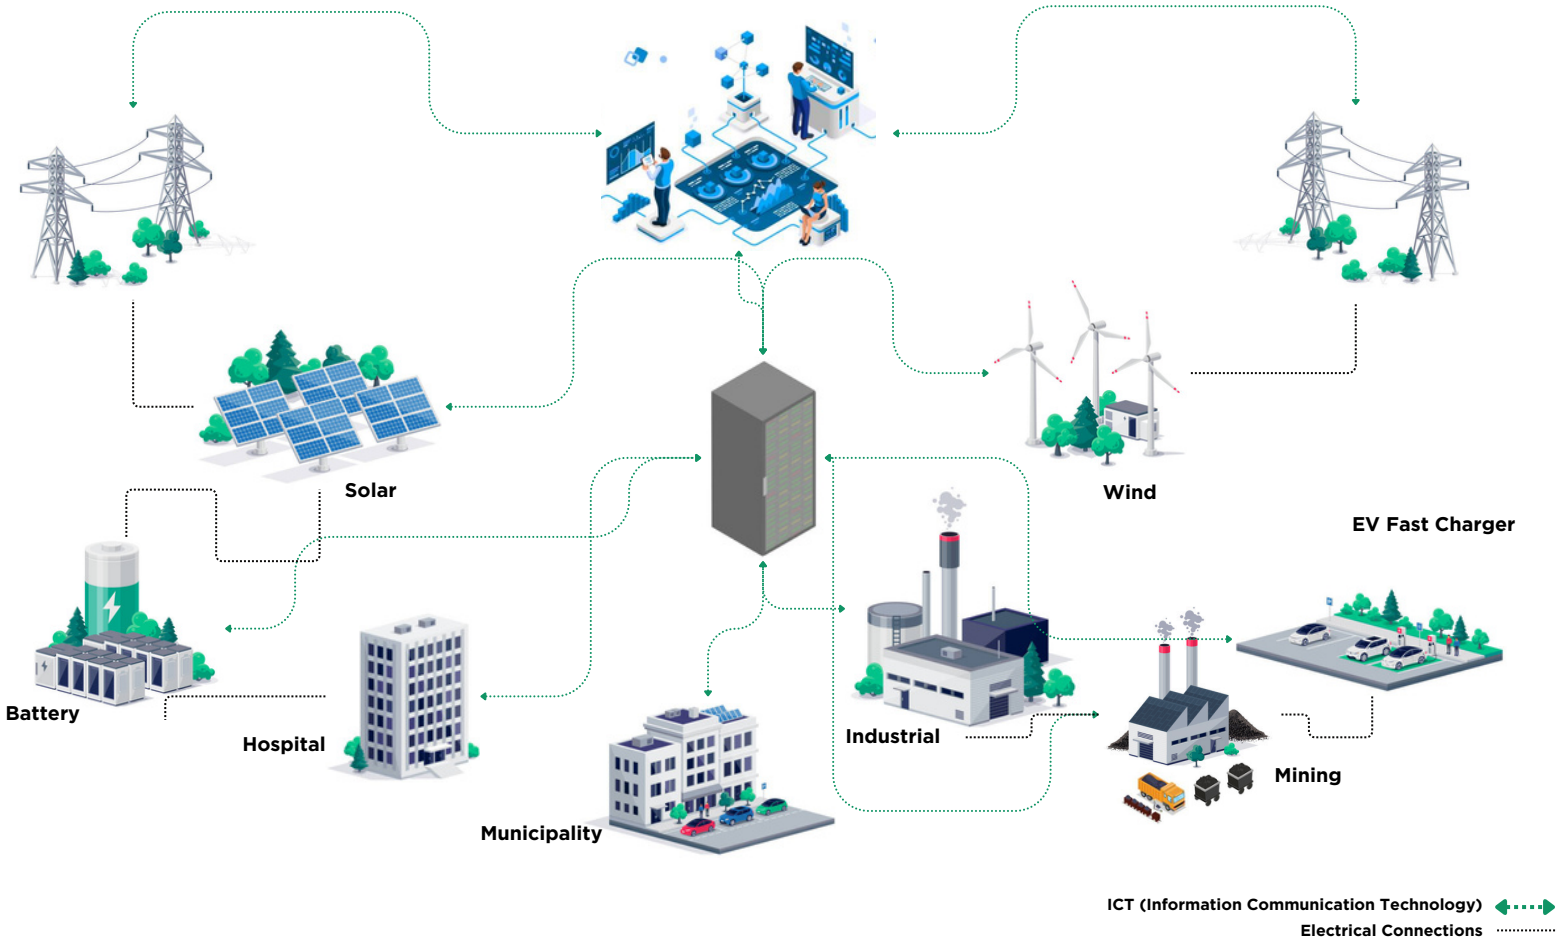 Solar
Wind
EV Fast Charger
Battery
Hospital
Industrial
Mining
Municipality
ICT (Information Communication Technology)
Electrical Connections